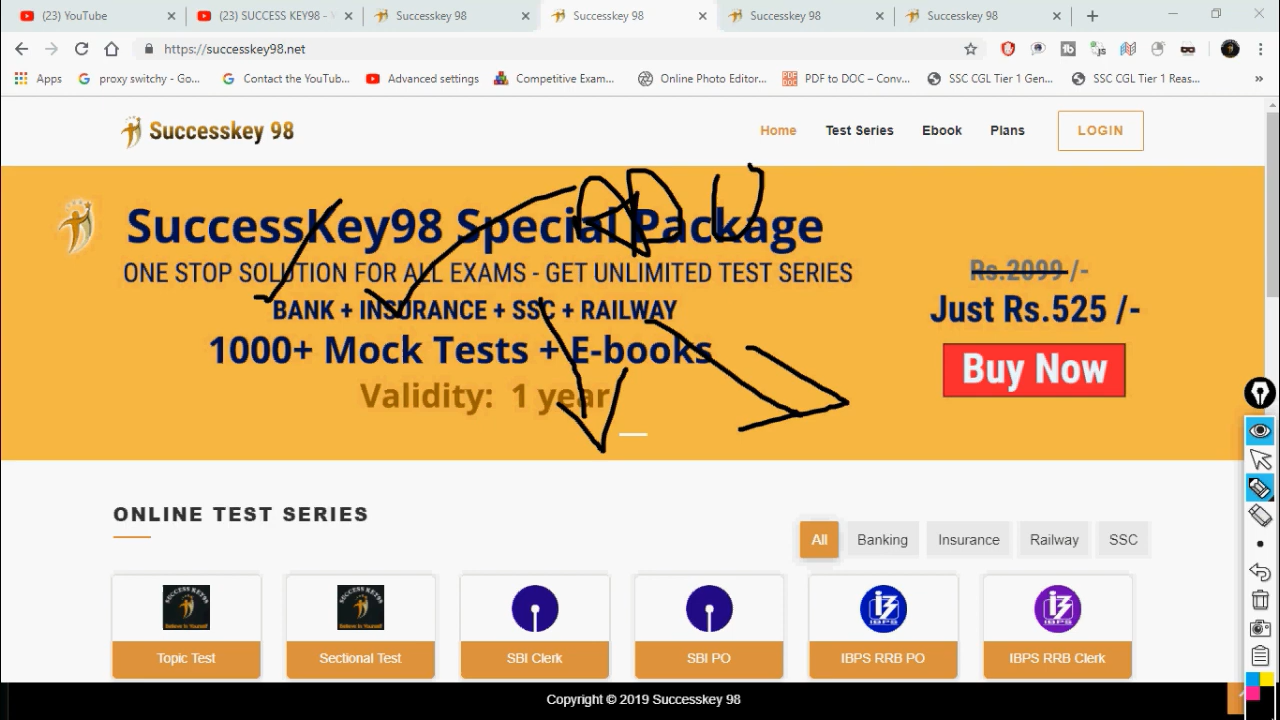 (23) YouTube
(23) SUCCESS KEY98 -
Successkey 98
Successkey 98
Successkey 98
Successkey 98
https://successkey98.net
Apps
proxy switchy - Go...
Contact the YouTub...
Advanced settings
Competitive Exam...
Online Photo Editor...
PDF to DOC – Conv...
SSC CGL Tier 1 Gen...
SSC CGL Tier 1 Reas...
»
Successkey 98
Home
Test Series
Ebook
Plans
LOGIN
SuccessKey98 Special Package
ONE STOP SOLUTION FOR ALL EXAMS - GET UNLIMITED TEST SERIES
BANK + INSURANCE + SSC + RAILWAY
1000+ Mock Tests + E-books
Validity: 1 year
Rs.2099 /-
Just Rs.525 /-
Buy Now
ONLINE TEST SERIES
All
Banking
Insurance
Railway
SSC
Topic Test
Sectional Test
SBI Clerk
SBI PO
IBPS
IBPS RRB PO
IBPS
IBPS RRB Clerk
Copyright © 2019 Successkey 98